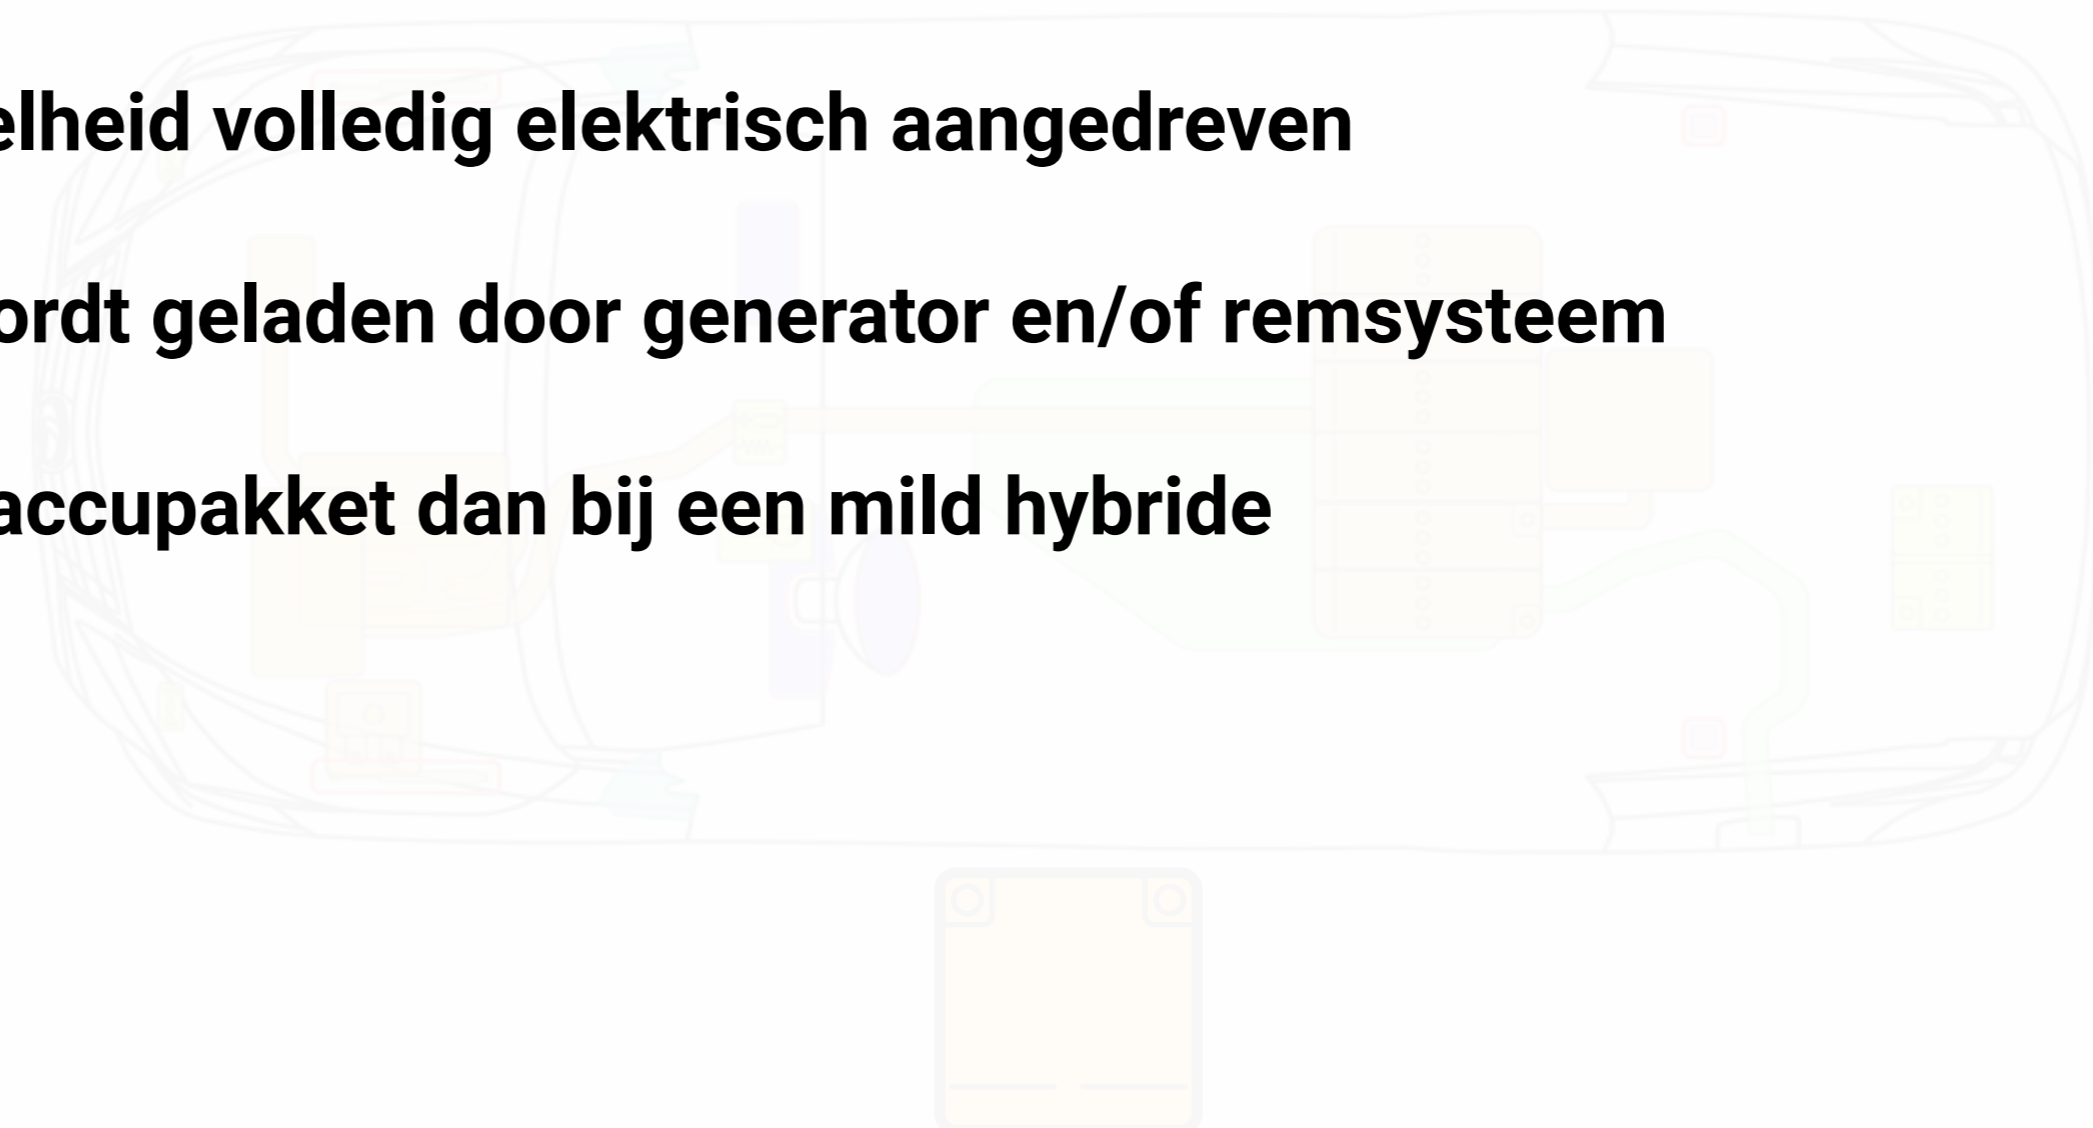 elheid volledig elektrisch aangedreven
ordt geladen door generator en/of remsysteem
accupakket dan bij een mild hybride